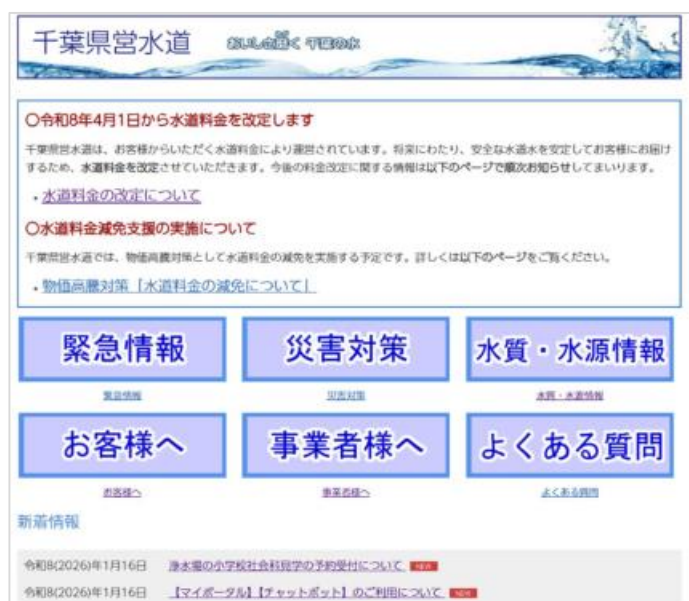 千葉県営水道 おいしさ届く 千葉の水
〇令和8年4月1日から水道料金を改定します
千葉県営水道は、お客様からいただく水道料金により運営されています。将来にわたり、安全な水道水を安定してお客様にお届け
するため、水道料金を改定させていただきます。今後の料金改定に関する情報は以下のページで順次お知らせしてまいります。
・水道料金の改定について
〇水道料金減免支援の実施について
千葉県営水道では、物価高騰対策として水道料金の減免を実施する予定です。詳しくは以下のページをご覧ください。
・物価高騰対策「水道料金の減免について」
緊急情報 災害対策 水質・水源情報
緊急情報 災害対策 水質・水源情報
お客様へ 事業者様へ よくある質問
お客様へ 事業者様へ よくある質問
新着情報
令和8(2026)年1月16日 浄水場の小学校社会科見学の予約受付について NEW
令和8(2026)年1月16日 【マイポータル】【チャットボット】のご利用について NEW